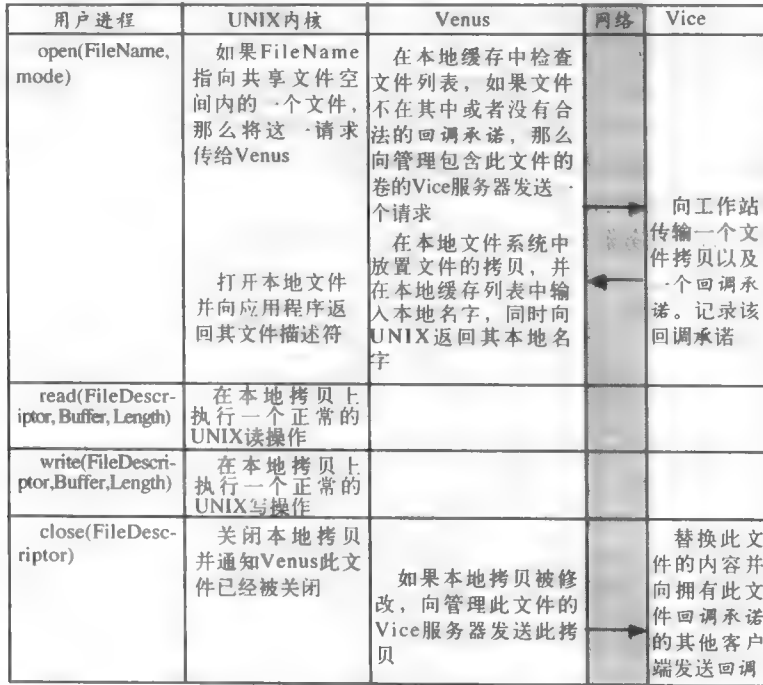 用户进程
UNIX内核
Venus
网络
Vice
open(FileName,
mode)
如果FileName
指向共享文件空
间内的一个文件,
那么将这一请求
传给Venus
打开本地文件
并向应用程序返
回其文件描述符
在本地缓存中检查
文件列表，如果文件
不在其中或者没有合
法的回调承诺，那么
向管理包含此文件的
卷的Vice服务器发送一
个请求
在本地文件系统中
放置文件的拷贝，并
在本地缓存列表中输
入本地名字，同时向
UNIX返回其本地名
字
向工作站
传输一个文
件拷贝以及
一个回调承
诺。记录该
回调承诺
read(FileDescr-
iptor, Buffer, Length)
在本地拷贝上
执行一个正常的
UNIX读操作
write(FileDescri-
ptor,Buffer,Length)
在本地拷贝上
执行一个正常的
UNIX写操作
close(FileDesc-
riptor)
关闭本地拷贝
并通知Venus此文
件已经被关闭
如果本地拷贝被修
改，向管理此文件的
Vice服务器发送此拷
贝
替换此文
件的内容并
向拥有此文
件回调承诺
的其他客户
端发送回调